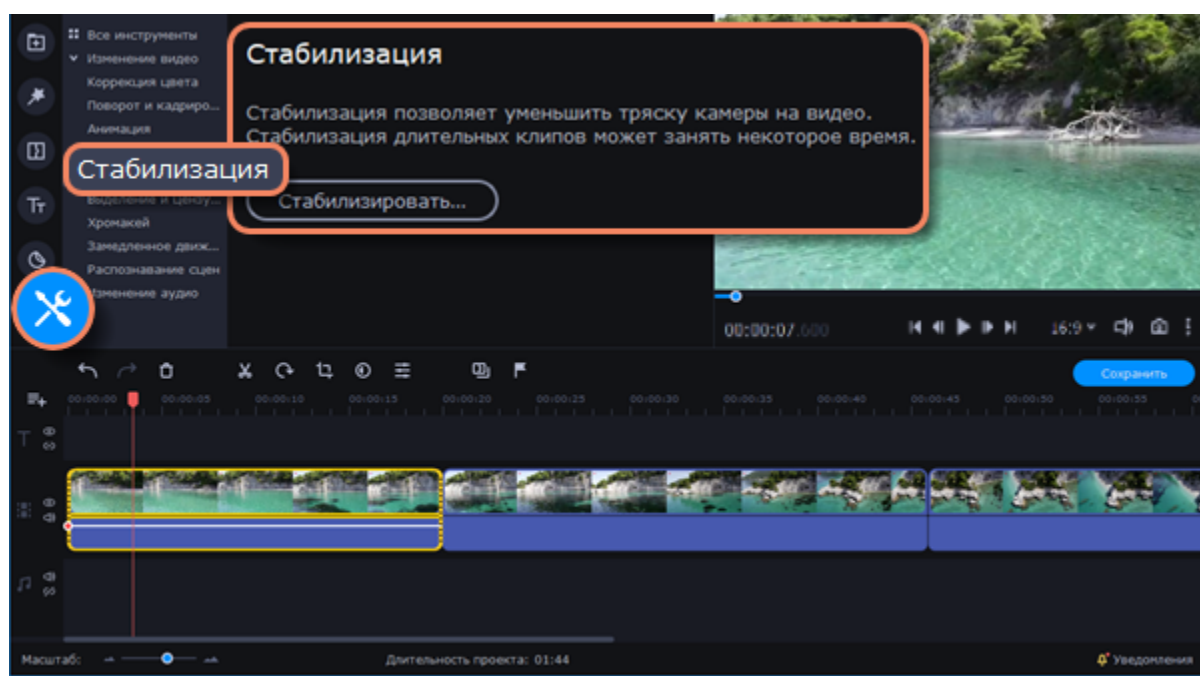 Все инструменты
Изменение видео
Коррекция цвета
Поворот и кадриро...
Анимация
Стабилизация
Выделение и цензу...
Хромакей
Замедленное движ...
Распознавание сцен
Изменение аудио
Стабилизация
Стабилизация позволяет уменьшить тряску камеры на видео.
Стабилизация длительных клипов может занять некоторое время.
Стабилизировать...
00:00:07.600
16:9
Сохранить
00:00:00 00:00:05 00:00:10 00:00:15 00:00:20 00:00:25 00:00:30 00:00:35 00:00:40 00:00:45 00:00:50 00:00:55
Масштаб:
Длительность проекта: 01:44
Уведомления